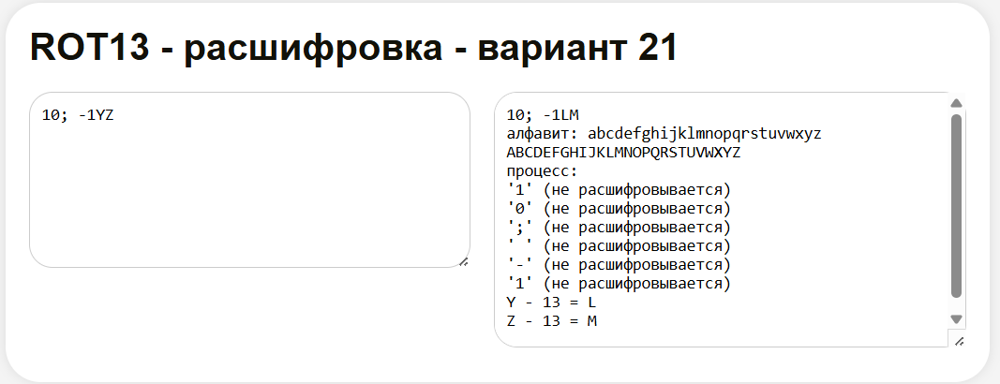 ROT13 - расшифровка - вариант 21
10; -1YZ
10; -1LM
алфавит: abcdefghijklmnopqrstuvwxyz
ABCDEFGHIJKLMNOPQRSTUVWXYZ
процесс:
'1' (не расшифровывается)
'0' (не расшифровывается)
';' (не расшифровывается)
' ' (не расшифровывается)
'-' (не расшифровывается)
'1' (не расшифровывается)
Y - 13 = L
Z - 13 = M